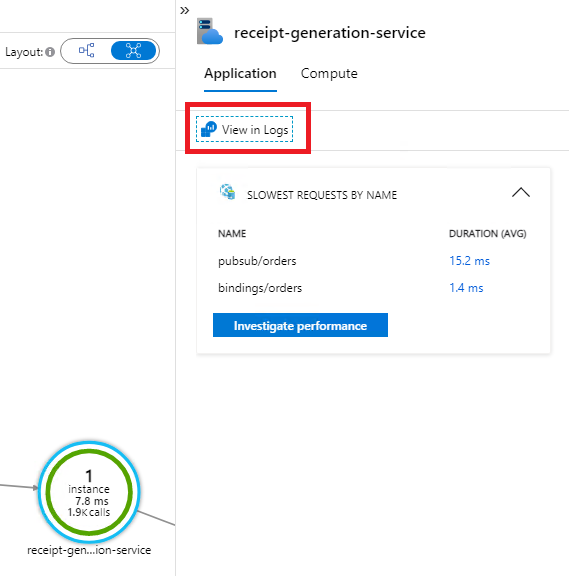 »
receipt-generation-service
Layout:
Application Compute
View in Logs
SLOWEST REQUESTS BY NAME
NAME DURATION (AVG)
pubsub/orders 15.2 ms
bindings/orders 1.4 ms
Investigate performance
1
instance
7.8 ms
1.9K calls
receipt-gen...ion-service